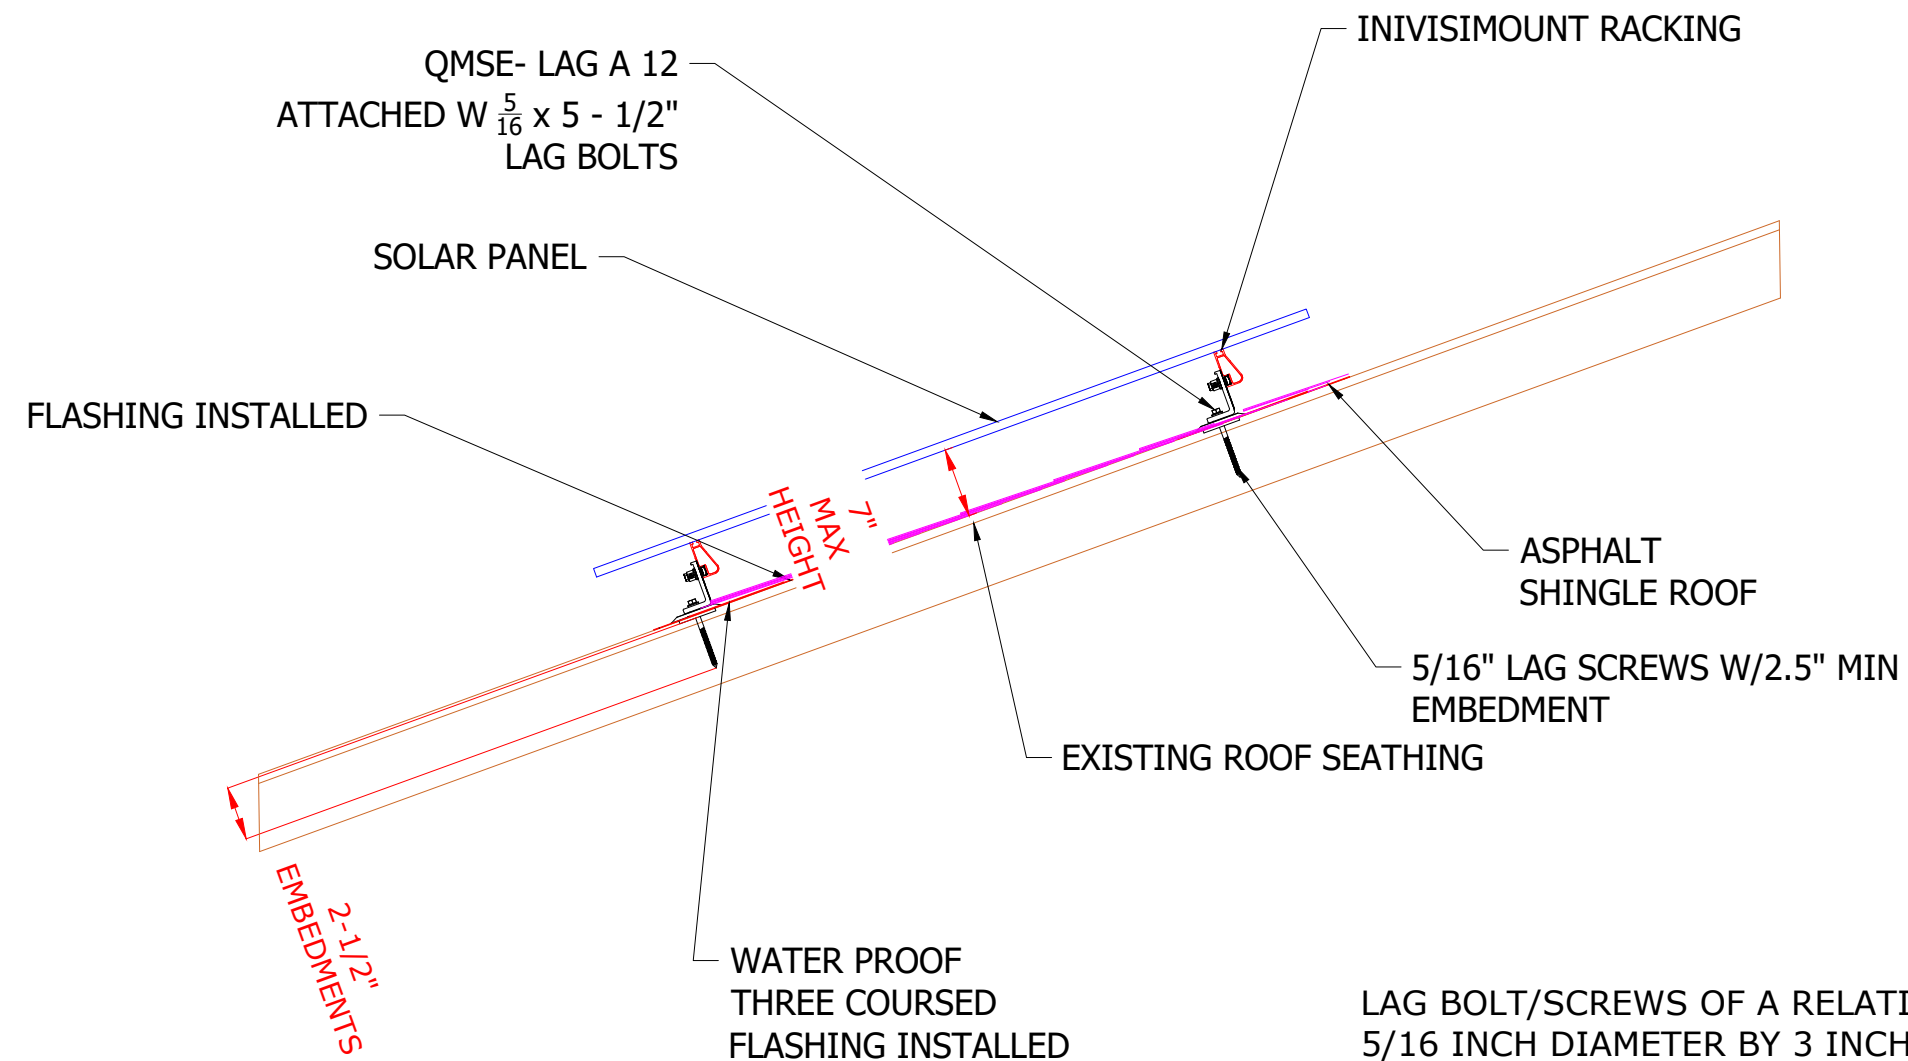 INIVISIMOUNT RACKING
QMSE- LAG A 12
ATTACHED W 5/16 x 5 - 1/2"
LAG BOLTS
SOLAR PANEL
FLASHING INSTALLED
7"
MAX
HEIGHT
ASPHALT
SHINGLE ROOF
5/16" LAG SCREWS W/2.5" MIN
EMBEDMENT
EXISTING ROOF SEATHING
2-1/2"
EMBEDMENTS
WATER PROOF
THREE COURSED
FLASHING INSTALLED
LAG BOLT/SCREWS OF A
5/16 INCH DIAMETER BY 3 INCH